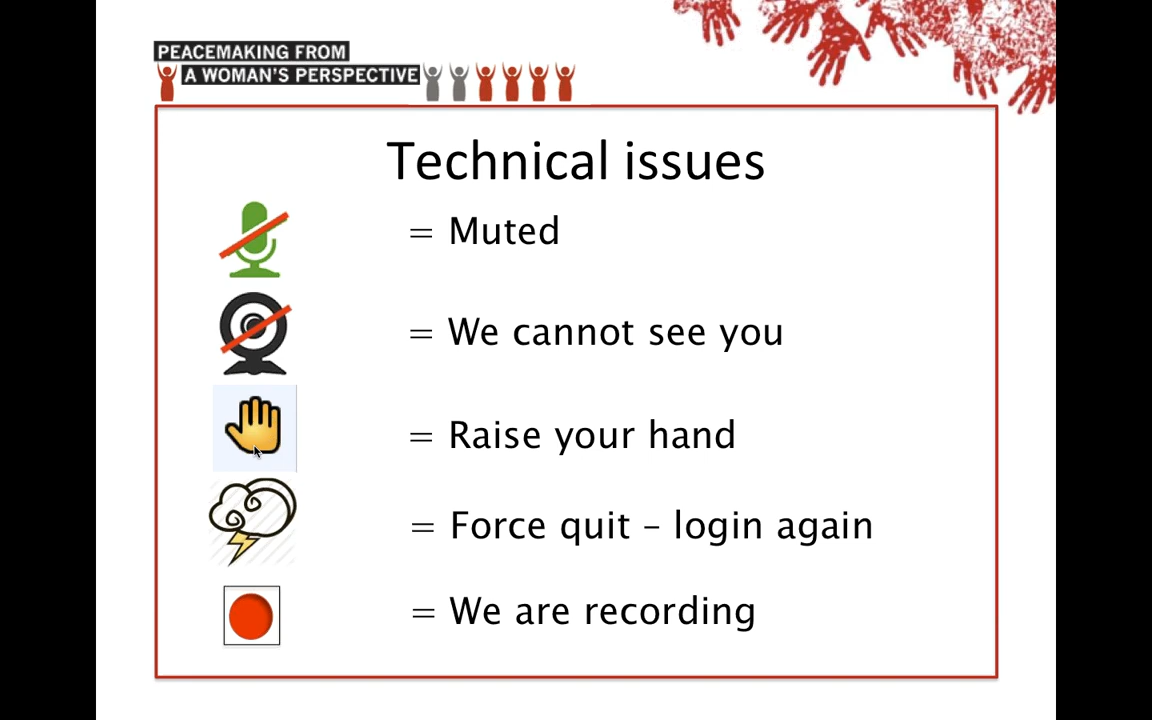 PEACEMAKING FROM
A WOMAN'S PERSPECTIVE
Technical issues
= Muted
= We cannot see you
= Raise your hand
= Force quit – login again
= We are recording